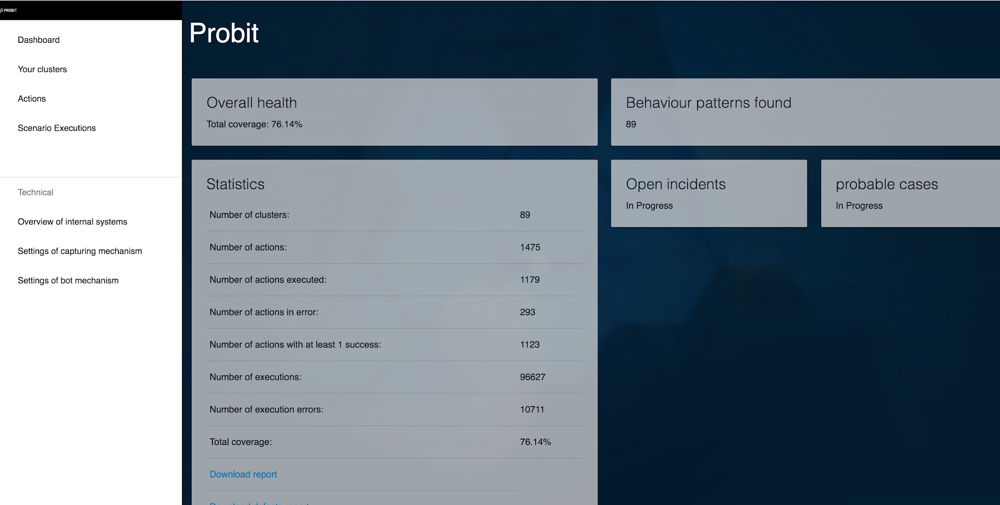 PROBIT
Dashboard
Your clusters
Actions
Scenario Executions
Technical
Overview of internal systems
Settings of capturing mechanism
Settings of bot mechanism
Probit
Overall health
Total coverage: 76.14%
Behaviour patterns found
89
Statistics
Number of clusters: 89
Number of actions: 1475
Number of actions executed: 1179
Number of actions in error: 293
Number of actions with at least 1 success: 1123
Number of executions: 96627
Number of execution errors: 10711
Total coverage: 76.14%
Download report
Download defects report
Open incidents
In Progress
probable cases
In Progress